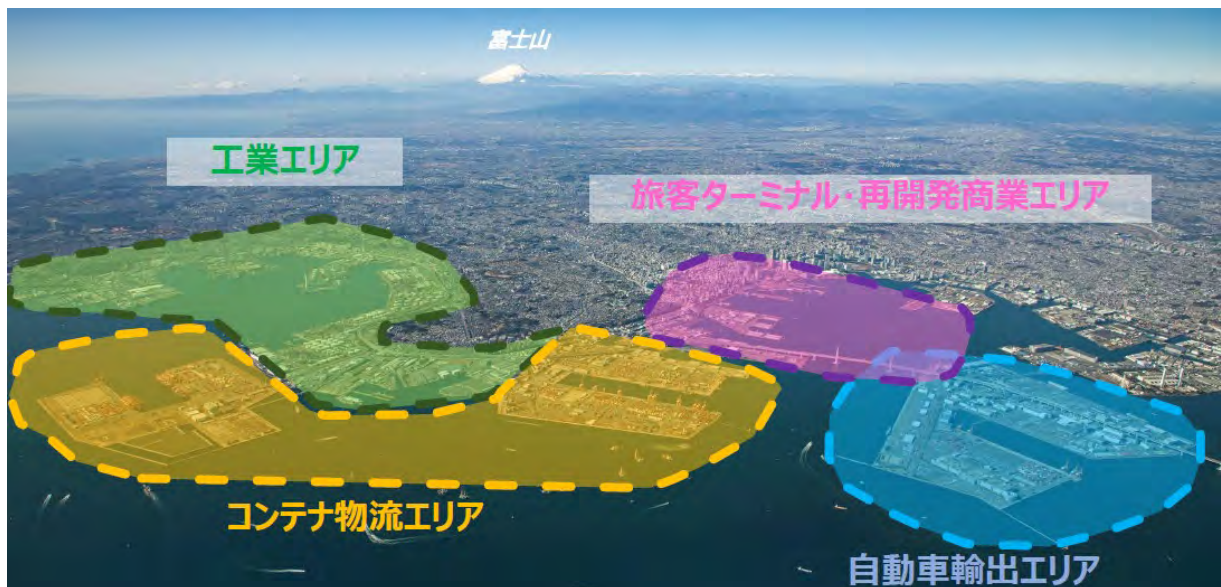 富士山
工業エリア
旅客ターミナル・再開発商業エリア
コンテナ物流エリア
自動車輸出エリア